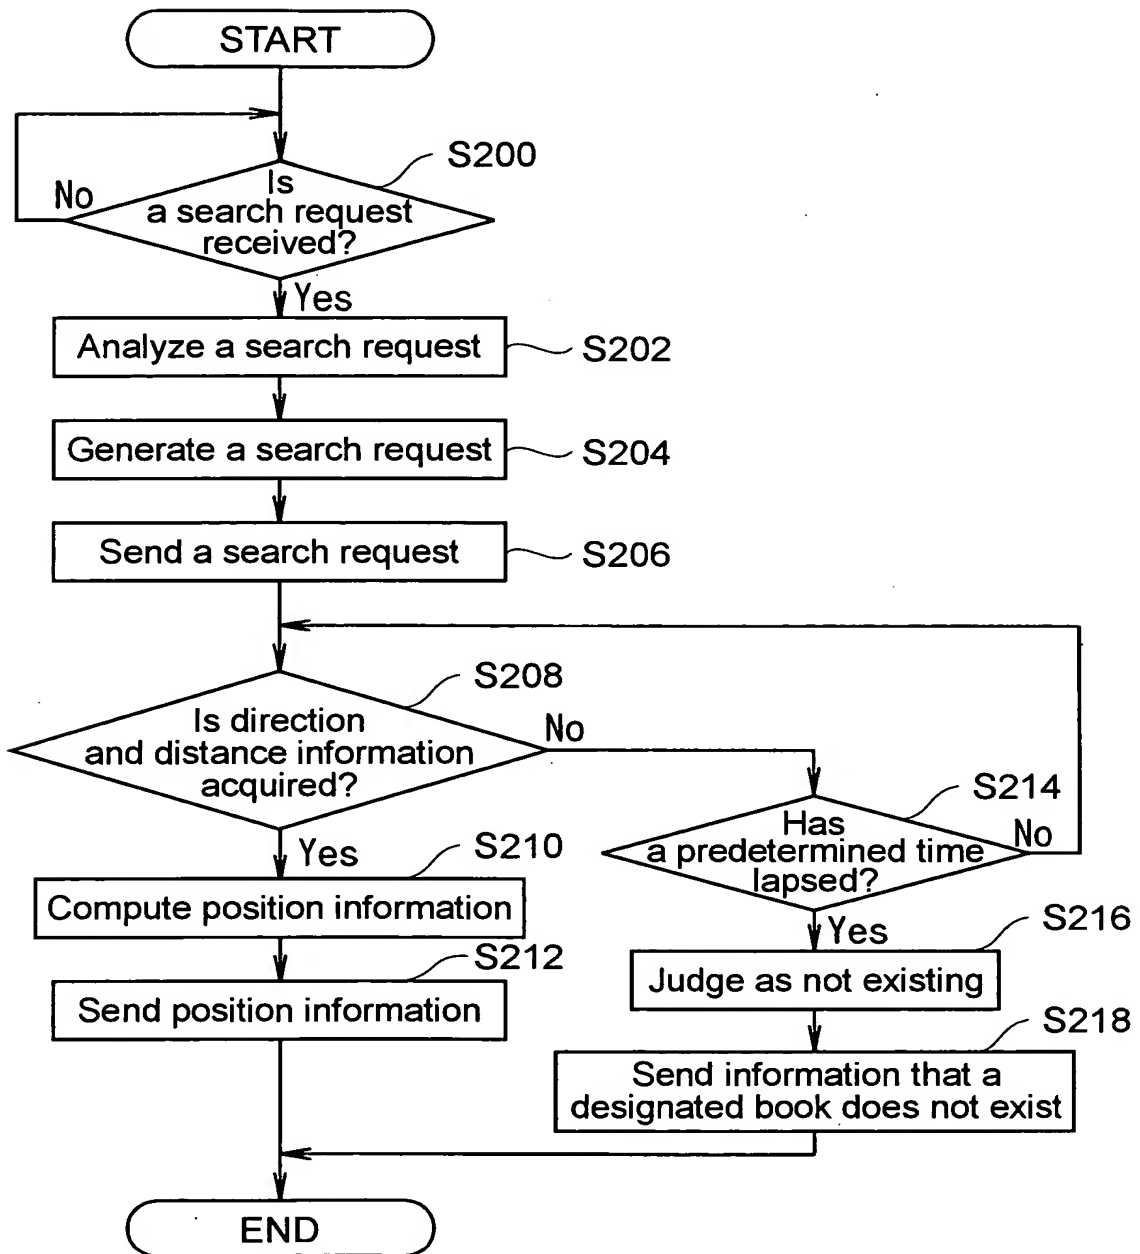 START
S200
No
Is
a search request
received?
Yes
Analyze a search request
S202
Generate a search request
S204
Send a search request
S206
S208
Is direction
and distance information
acquired?
No
S214
Has
a predetermined time
lapsed?
No
Yes
S210
Compute position information
S212
Send position information
Yes
S216
Judge as not existing
S218
Send information that a
designated book does not exist
END